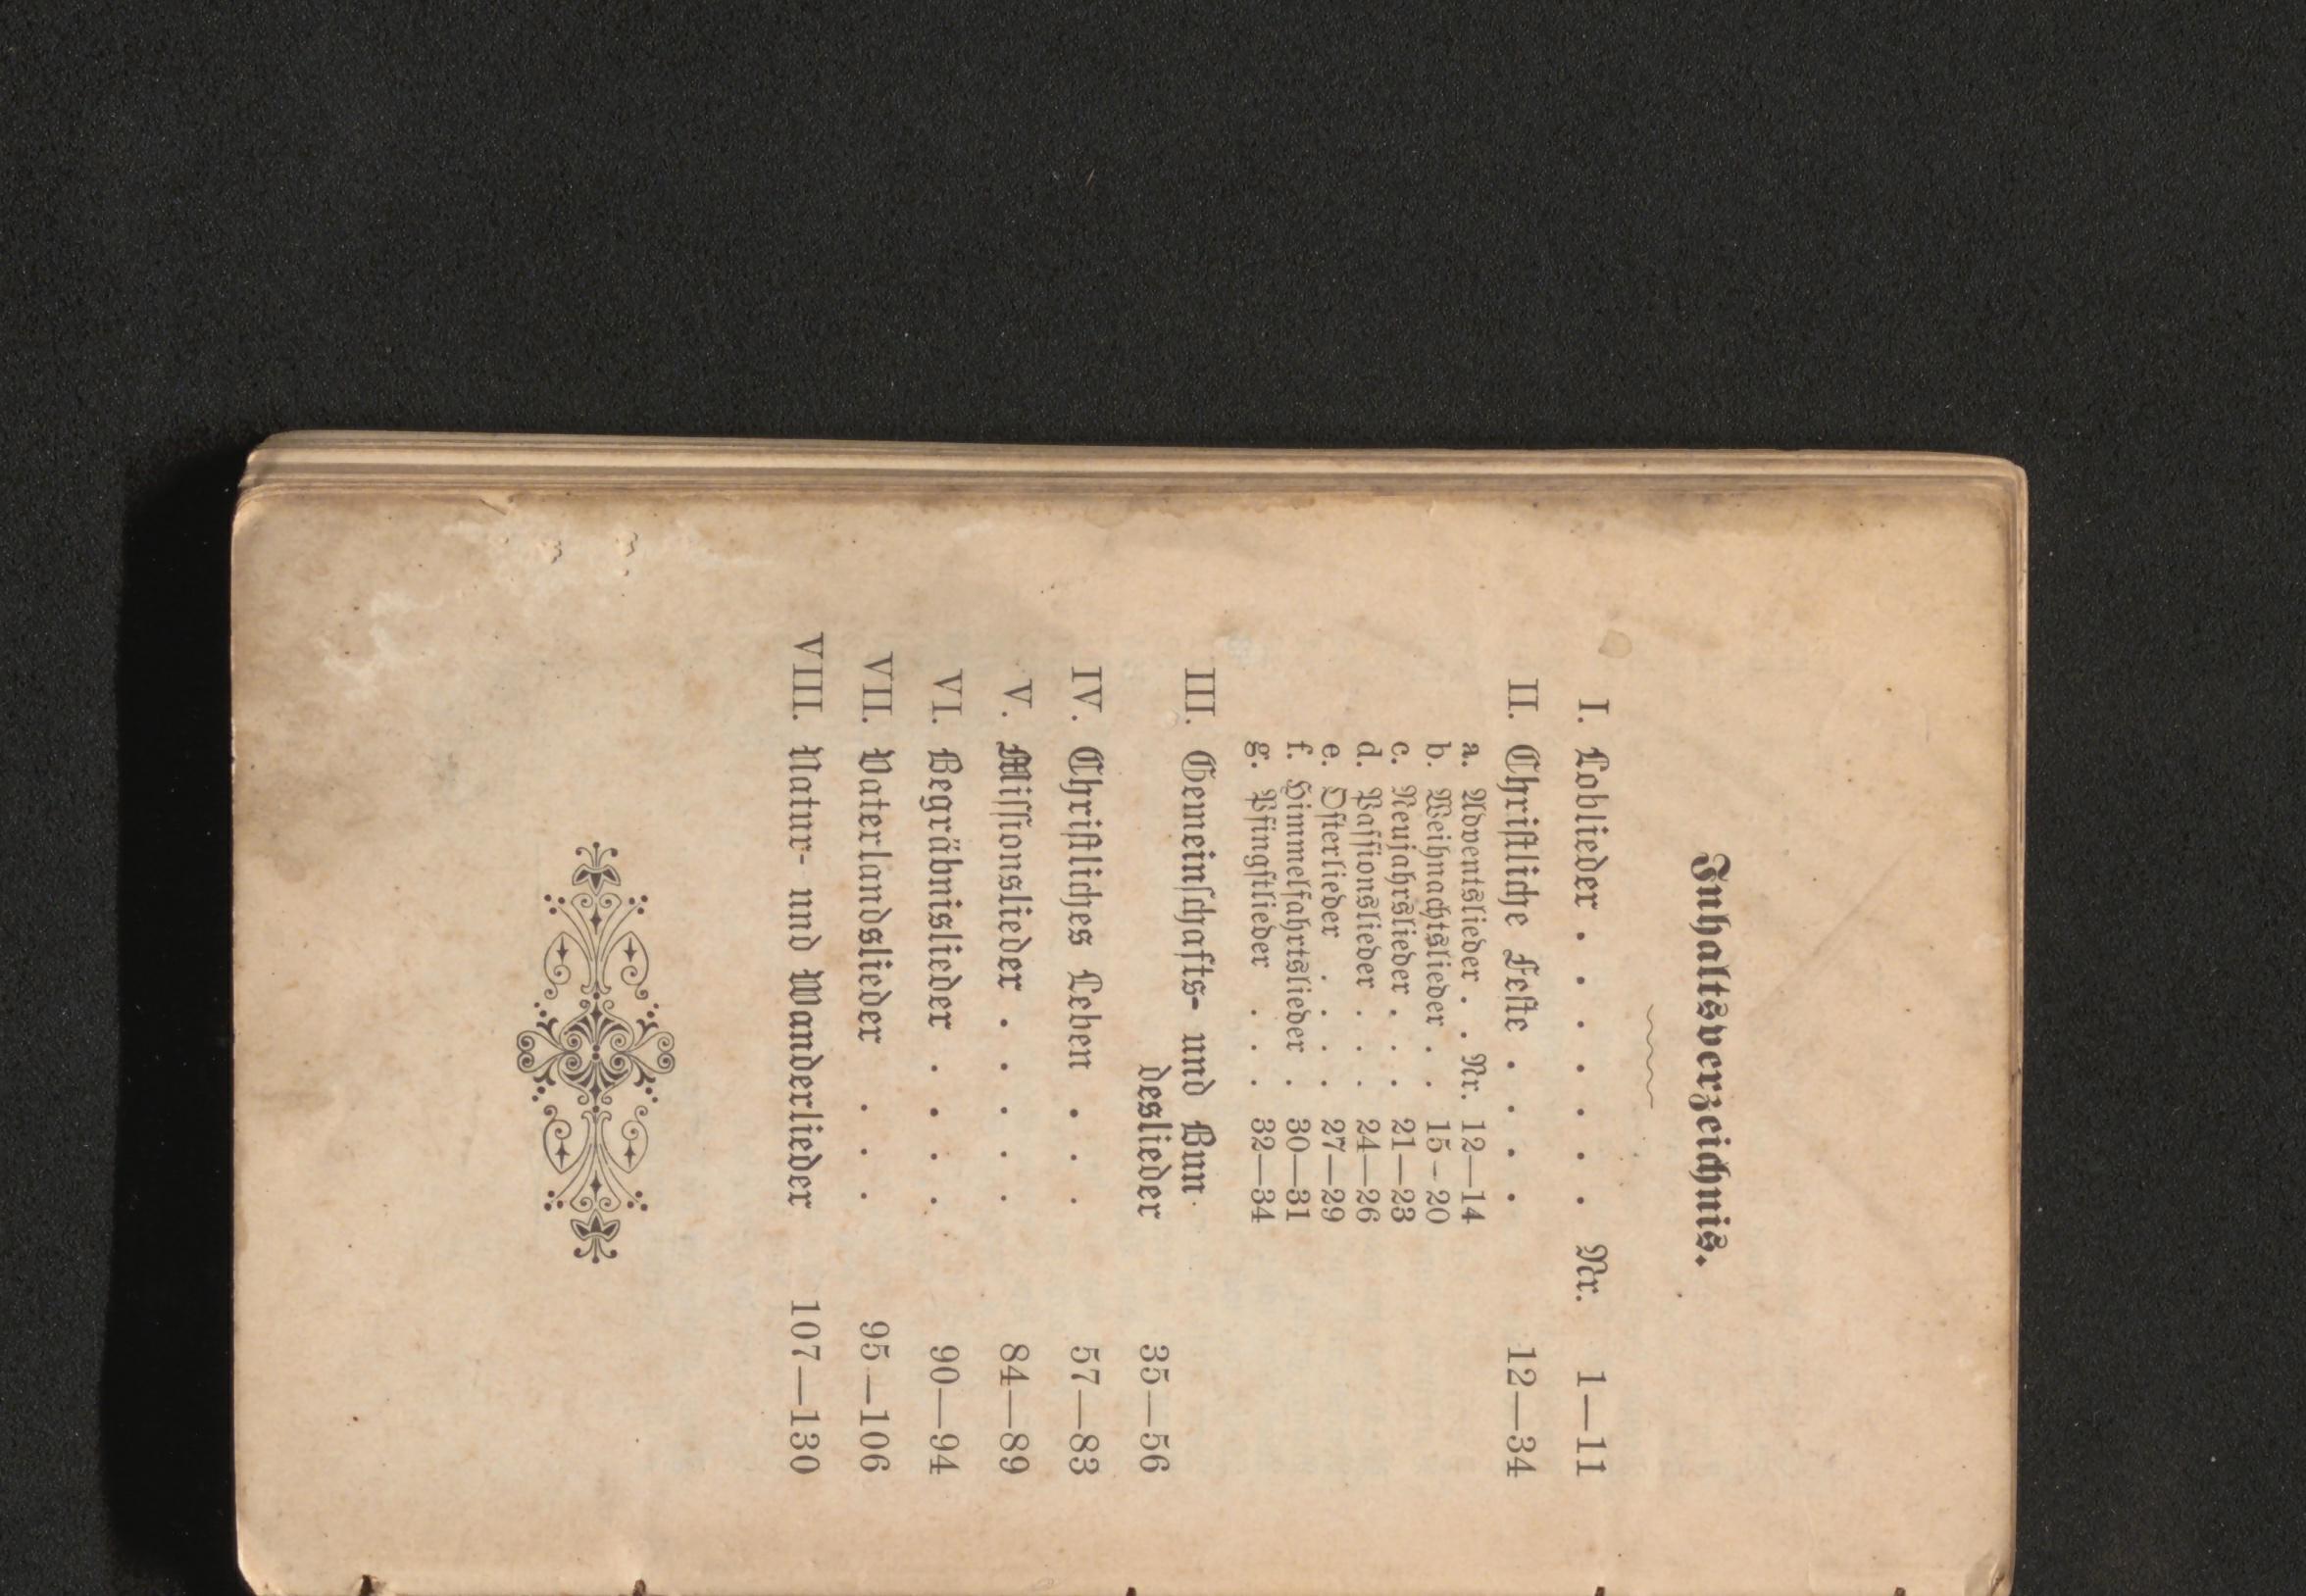 Inhaltsverzeichnis.
I. Loblieder . . . . . . . Nr. 1—11
II. Chriſtliche Feſte . . . . 12—34
a. Adventslieder . . Nr. 12—14
b. Weihnachtslieder . . 15-20
c. Neujahrslieder . . . 21—23
d. Paſſionslieder . . . 24—26
e. Oſterlieder . . . . 27—29
f. Himmelfahrtslieder . 30—31
g. Pfingſtlieder . . . 32—34
III. Gemeinſchafts- und Bun-
deslieder 35—56
IV. Chriſtliches Leben . . . 57—83
V. Miſſionslieder . . . . . 84—89
VI. Begräbnislieder . . . . 90—94
VII. Vaterlandslieder . . . 95—106
VIII. Natur- und Wanderlieder 107—130